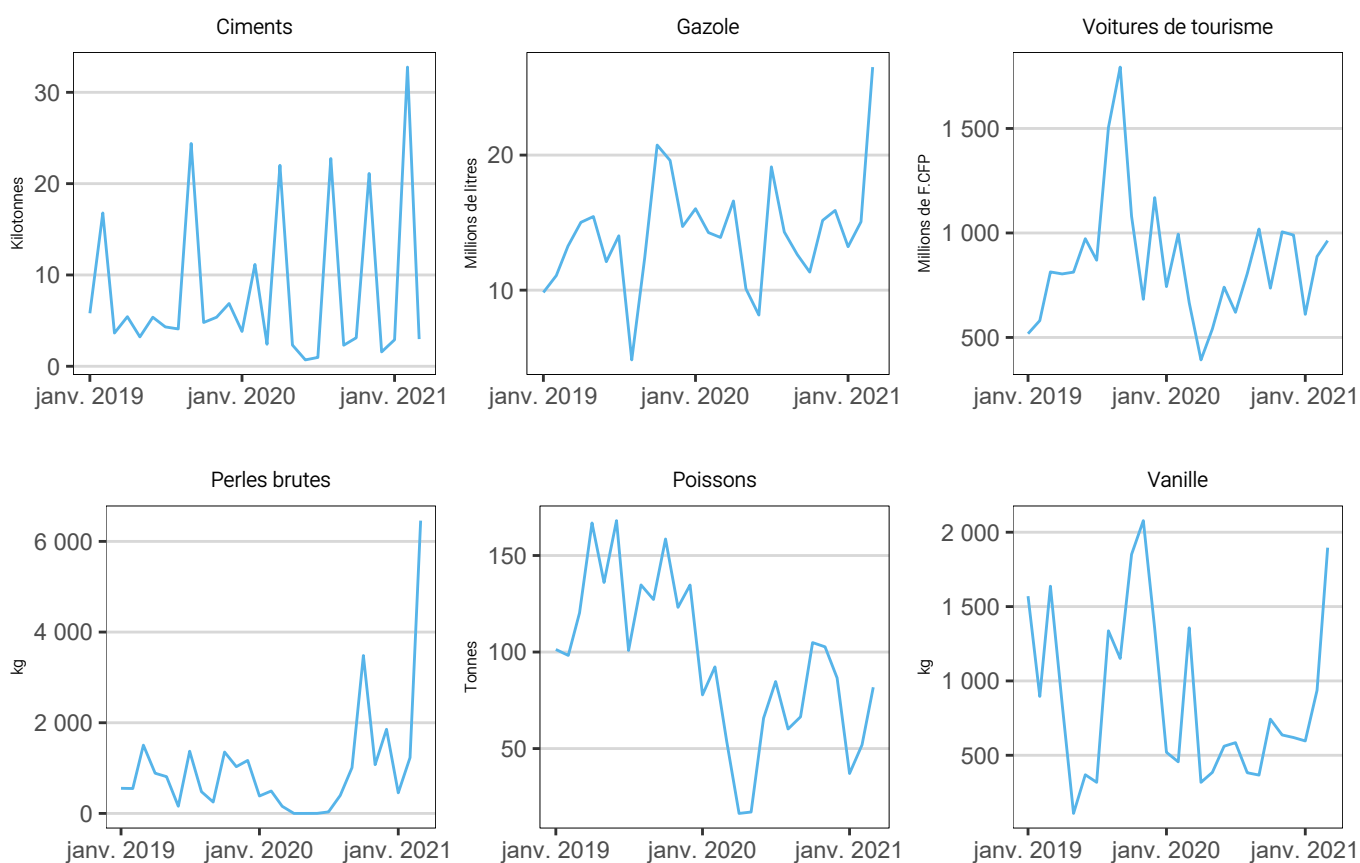 Ciments
Kilotonnes
30
20
10
0
janv. 2019 janv. 2020 janv. 2021
Gazole
Millions de litres
20
10
janv. 2019 janv. 2020 janv. 2021
Voitures de tourisme
Millions de F.CFP
1 500
1 000
500
janv. 2019 janv. 2020 janv. 2021
Perles brutes
kg
6 000
4 000
2 000
0
janv. 2019 janv. 2020 janv. 2021
Poissons
Tonnes
150
100
50
janv. 2019 janv. 2020 janv. 2021
Vanille
kg
2 000
1 500
1 000
500
janv. 2019 janv. 2020 janv. 2021